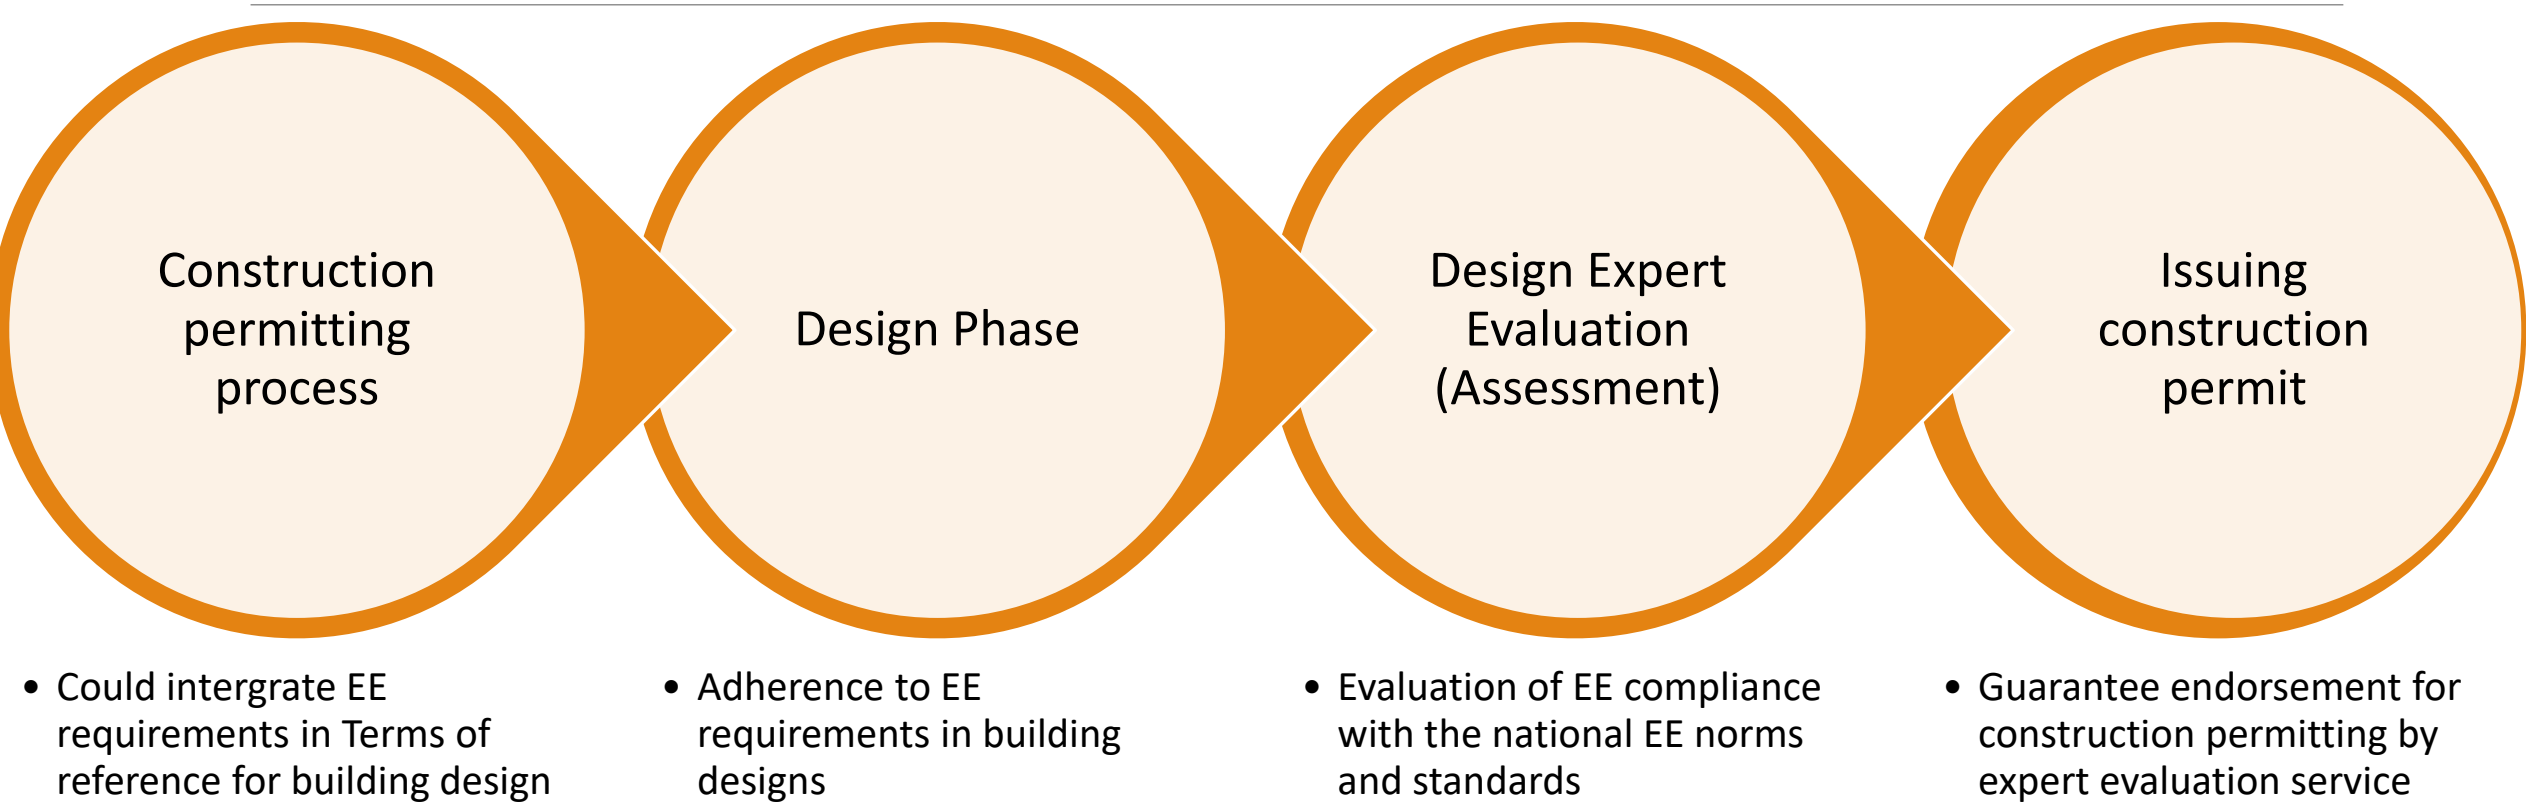 Construction
permitting
process
Design Phase
Design Expert
Evaluation
(Assessment)
Issuing
construction
permit
• Could intergrate EE
requirements in Terms of
reference for building design
• Adherence to EE
requirements in building
designs
• Evaluation of EE compliance
with the national EE norms
and standards
• Guarantee endorsement for
construction permitting by
expert evaluation service